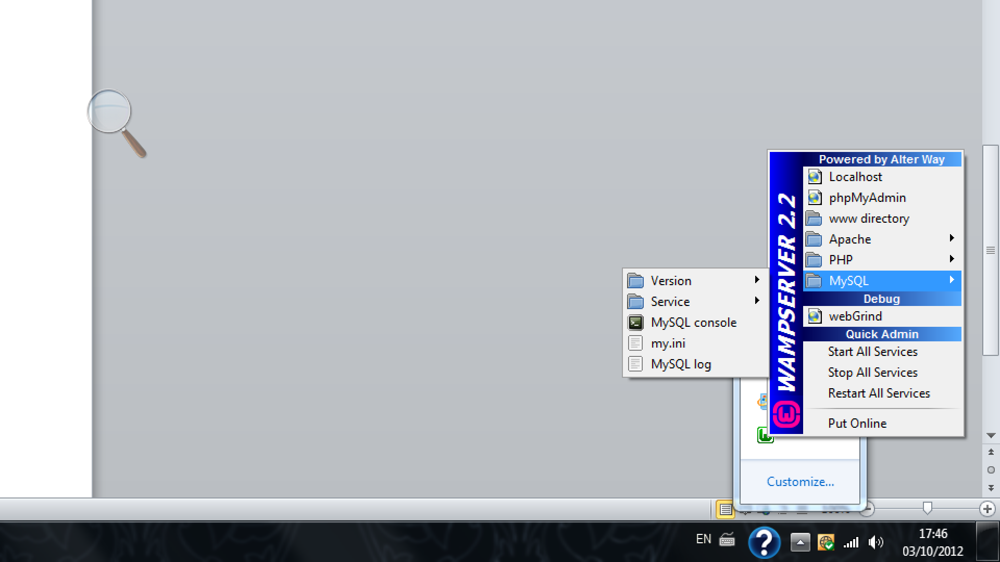 Powered by Alter Way
Localhost
phpMyAdmin
www directory
Apache
PHP
MySQL
Debug
webGrind
Quick Admin
Start All Services
Stop All Services
Restart All Services
Put Online
WAMPSERVER 2.2
Version
Service
MySQL console
my.ini
MySQL log
Customize...
EN
17:46
03/10/2012